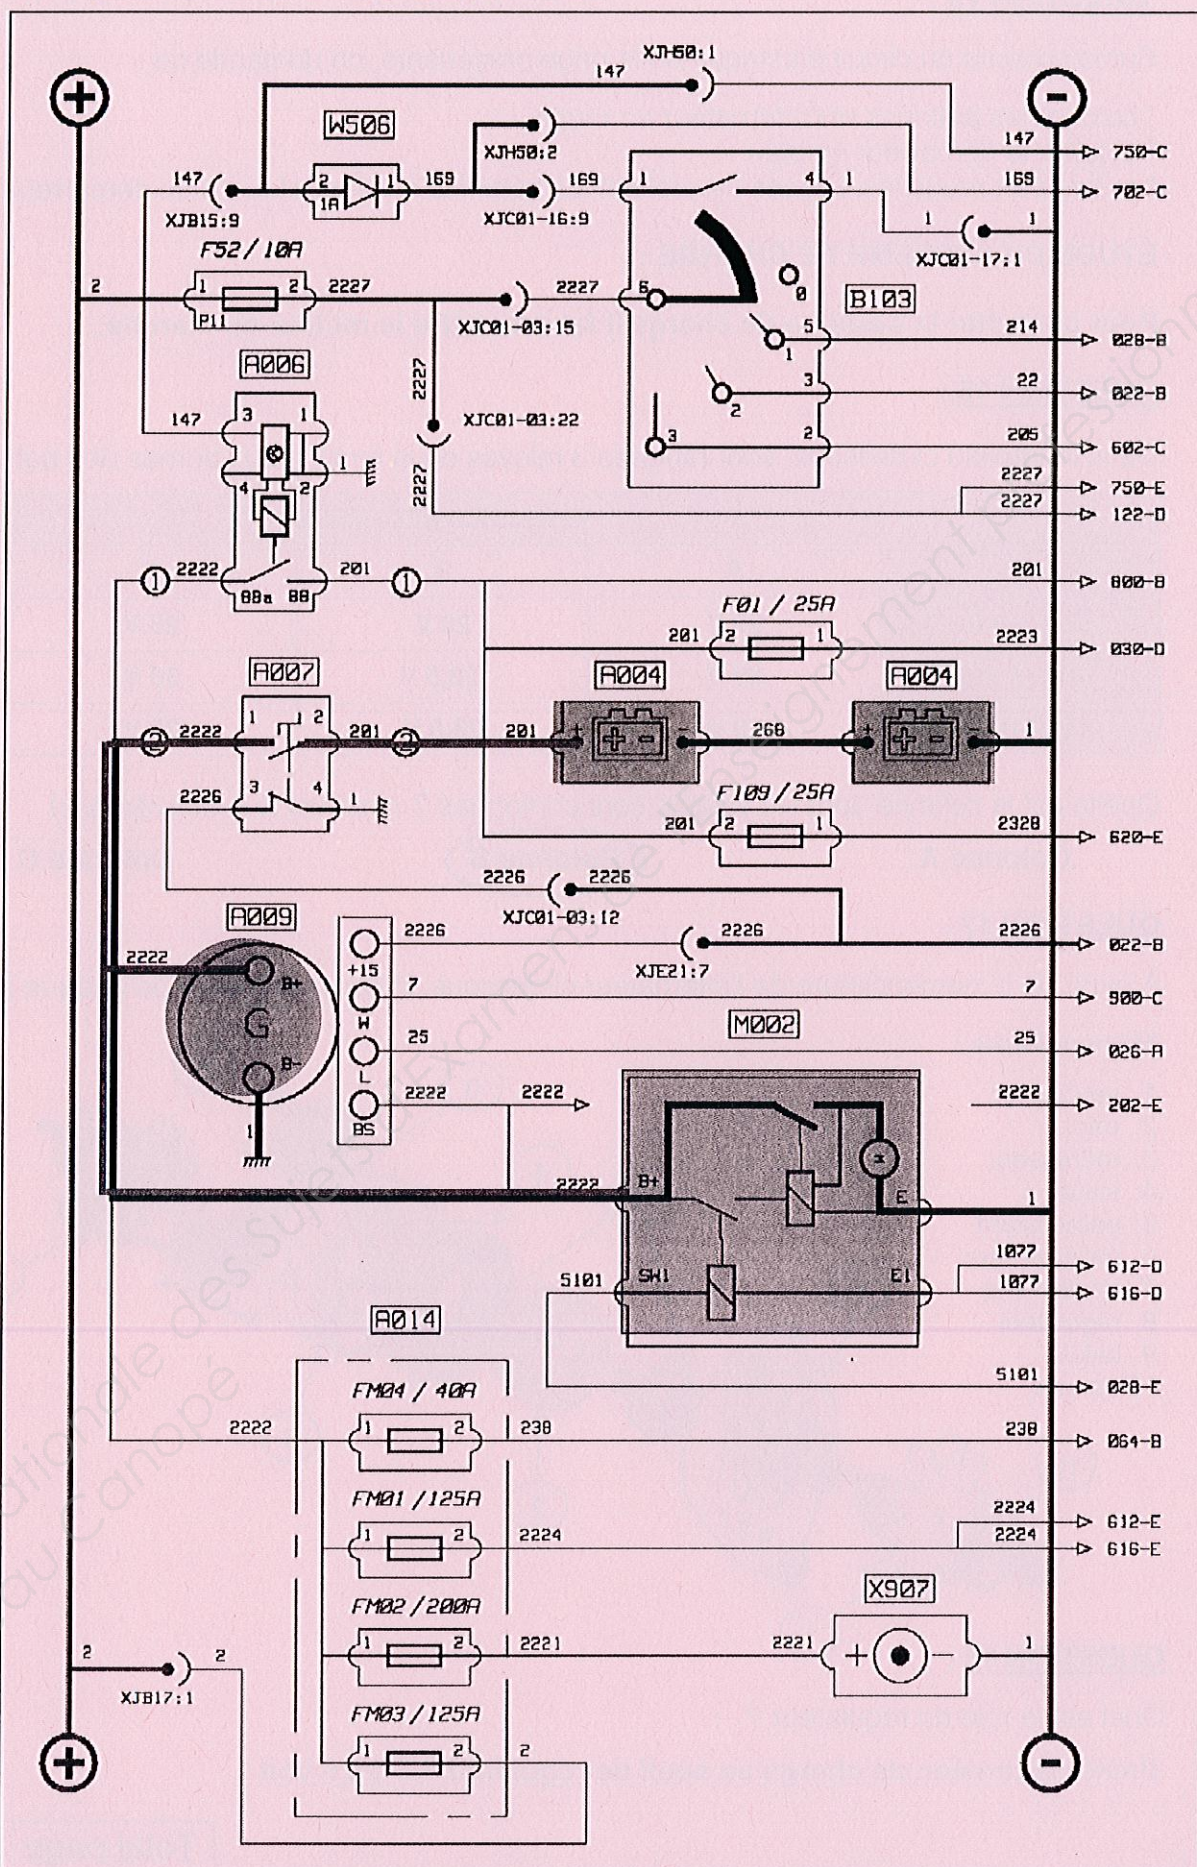 XJH50:1
147
+
-
W506
XJH50:2
147
750-C
147
2
1
169
169
1
4
1
169
702-C
1A
XJB15:9
XJC01-16:9
1
1
XJC01-17:1
F52/10A
2
1
2
2227
2227
6
0
B103
P11
XJC01-03:15
5
214
028-B
1
A006
2227
3
22
022-B
2
147
3
1
XJC01-03:22
3
2
205
602-C
4
2
1
2227
2227
750-E
2227
122-D
1
2222
201
1
201
800-B
88a
88
F01 / 25A
201
2
1
2223
030-D
A007
A004
A004
1
2
2
2222
201
2
201
+
-
268
+
1
+ -
+ -
2226
3
4
1
F109/25A
201
2
1
2328
620-E
2226
2226
XJC01-03:12
A009
2226
2226
2226
022-B
+15
XJE21:7
2222
B+
7
7
900-C
W
G
M002
25
25
026-A
B-
L
2222
2222
2222
202-E
BS
1
B+
M
2222
E
1
1077
612-D
SW1
E1
5101
1077
616-D
A014
5101
028-E
FM04 / 40A
2222
1
2
238
238
064-B
FM01 /125A
2224
612-E
1
2
2224
2224
616-E
X907
FM02 /200A
1
2
2221
2221
+
-
1
2
2
XJB17:1
FM03 /125A
1
2
2
+
-